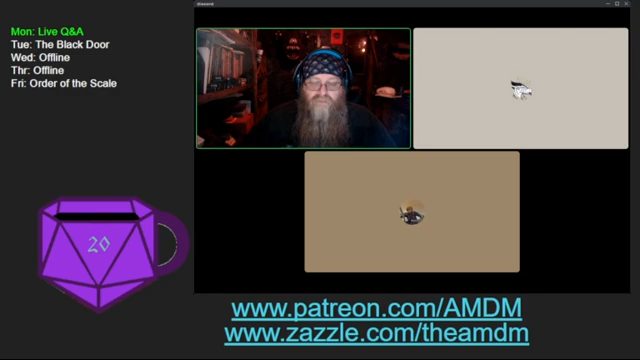 Mon: Live Q&A
Tue: The Black Door
Wed: Offline
Thr: Offline
Fri: Order of the Scale
discord
20
www.patreon.com/AMDM
www.zazzle.com/theamdm